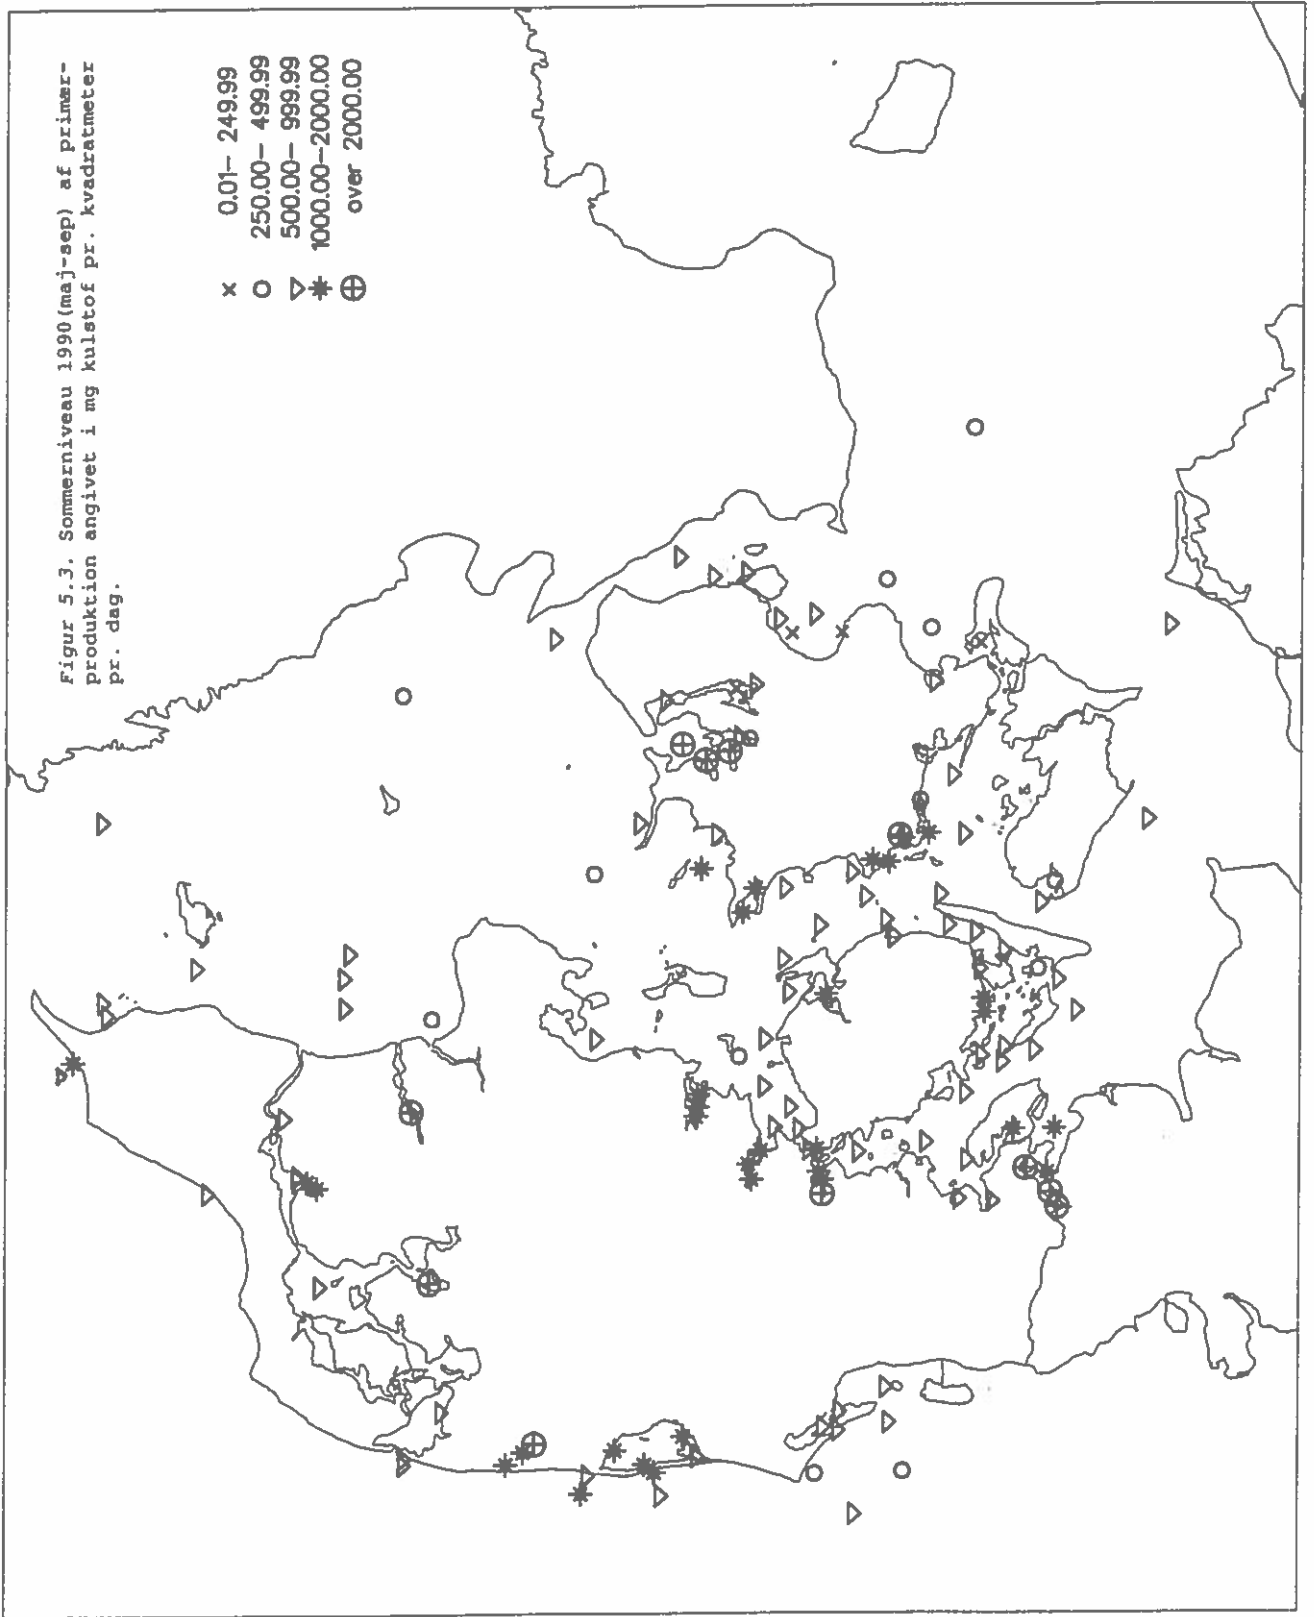 Figur 5.3. Sommerniveau 1990(maj-sep) af primær-
produktion angivet i mg kulstof pr. kvadratmeter
pr. dag.
x 0.01- 249.99
250.00- 499.99
500.00- 999.99
1000.00-2000.00
over 2000.00